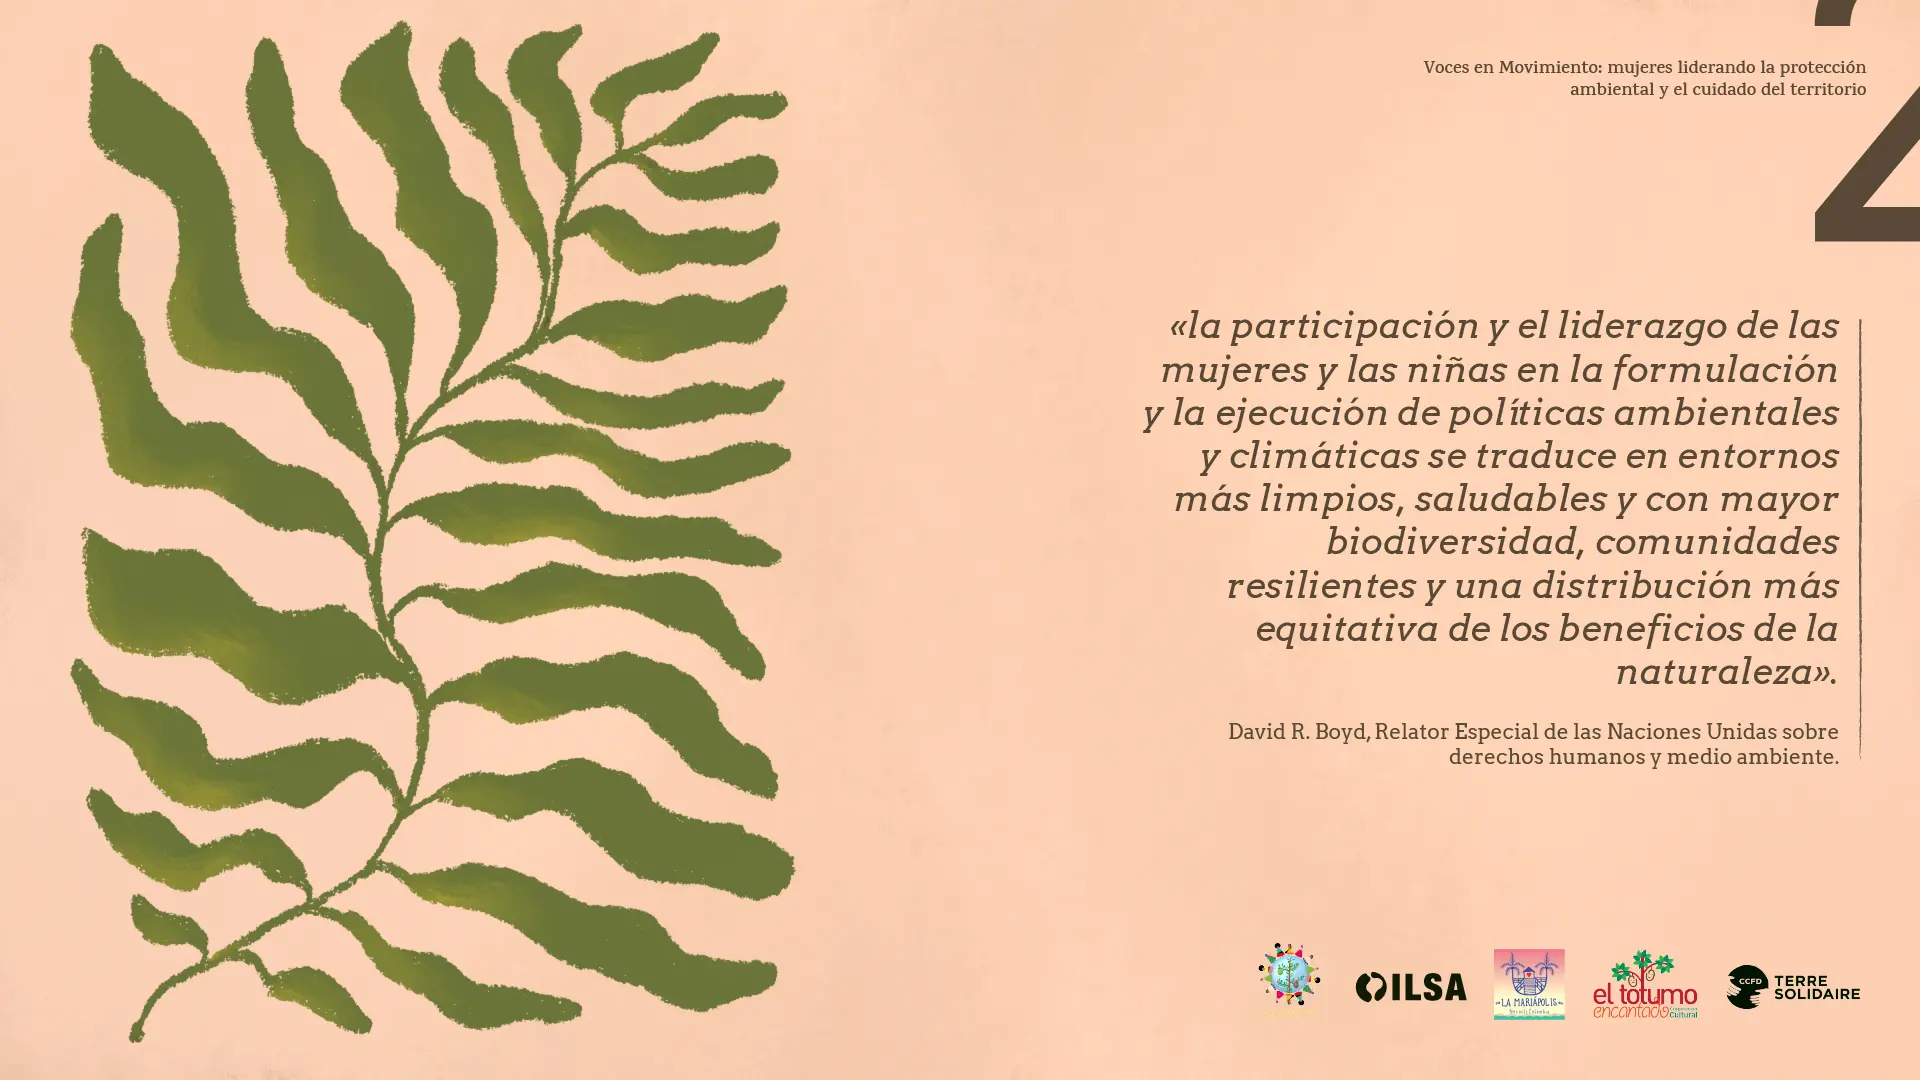 2
Voces en Movimiento: mujeres liderando la protección
ambiental y el cuidado del territorio
«la participación y el liderazgo de las
mujeres y las niñas en la formulación
y la ejecución de políticas ambientales
y climáticas se traduce en entornos
más limpios, saludables y con mayor
biodiversidad, comunidades
resilientes y una distribución más
equitativa de los beneficios de la
naturaleza».
David R. Boyd, Relator Especial de las Naciones Unidas sobre
derechos humanos y medio ambiente.
ILSA
LA MARIÁPOLIS
el totumo
encantado
Cultural
CCFD
TERRE
SOLIDAIRE